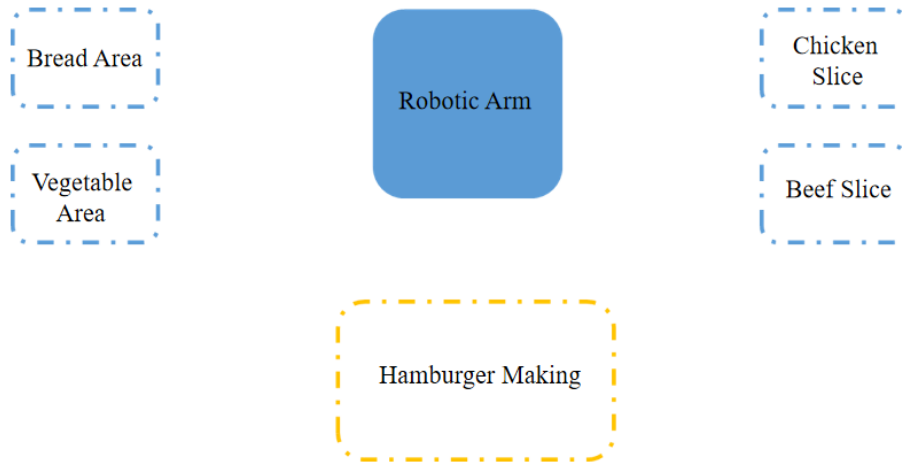 Bread Area
Robotic Arm
Chicken
Slice
Vegetable
Area
Beef Slice
Hamburger Making